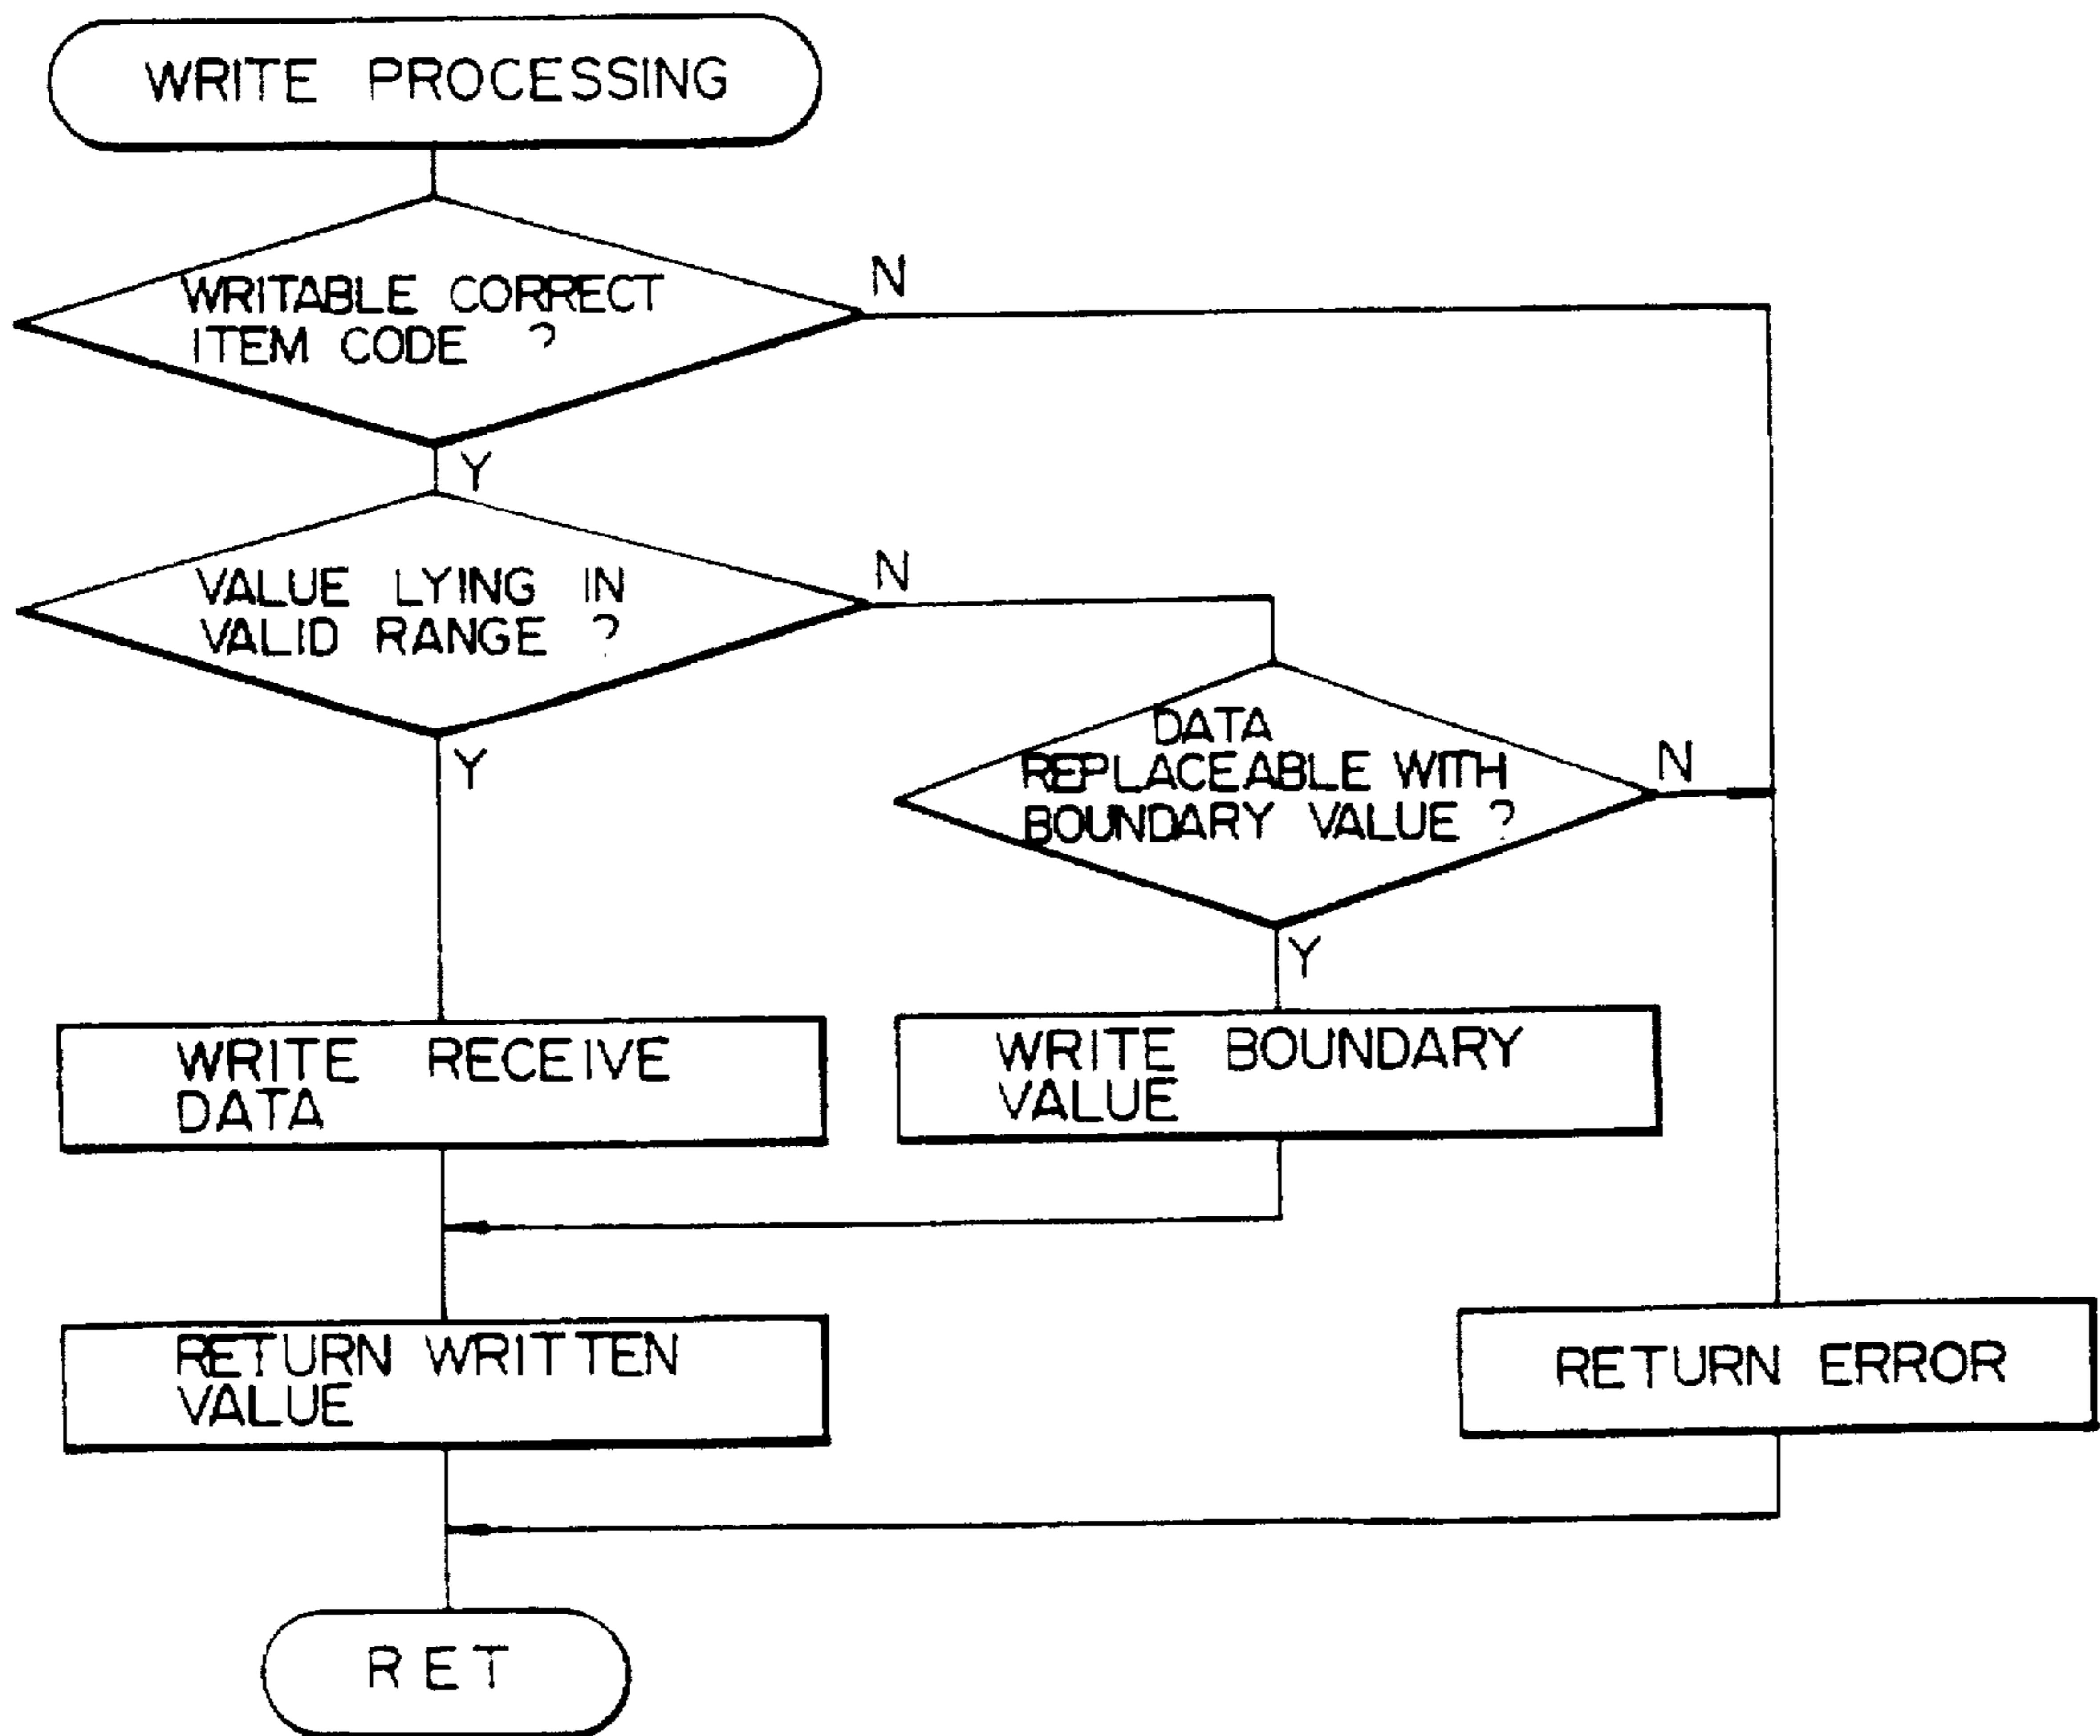 WRITE PROCESSING
WRITABLE CORRECT
ITEM CODE ?
N
Y
VALUE LYING IN
VALID RANGE ?
N
Y
DATA
REPLACEABLE WITH
BOUNDARY VALUE ?
N
Y
WRITE RECEIVE
DATA
WRITE BOUNDARY
VALUE
RETURN WRITTEN
VALUE
RETURN ERROR
RET